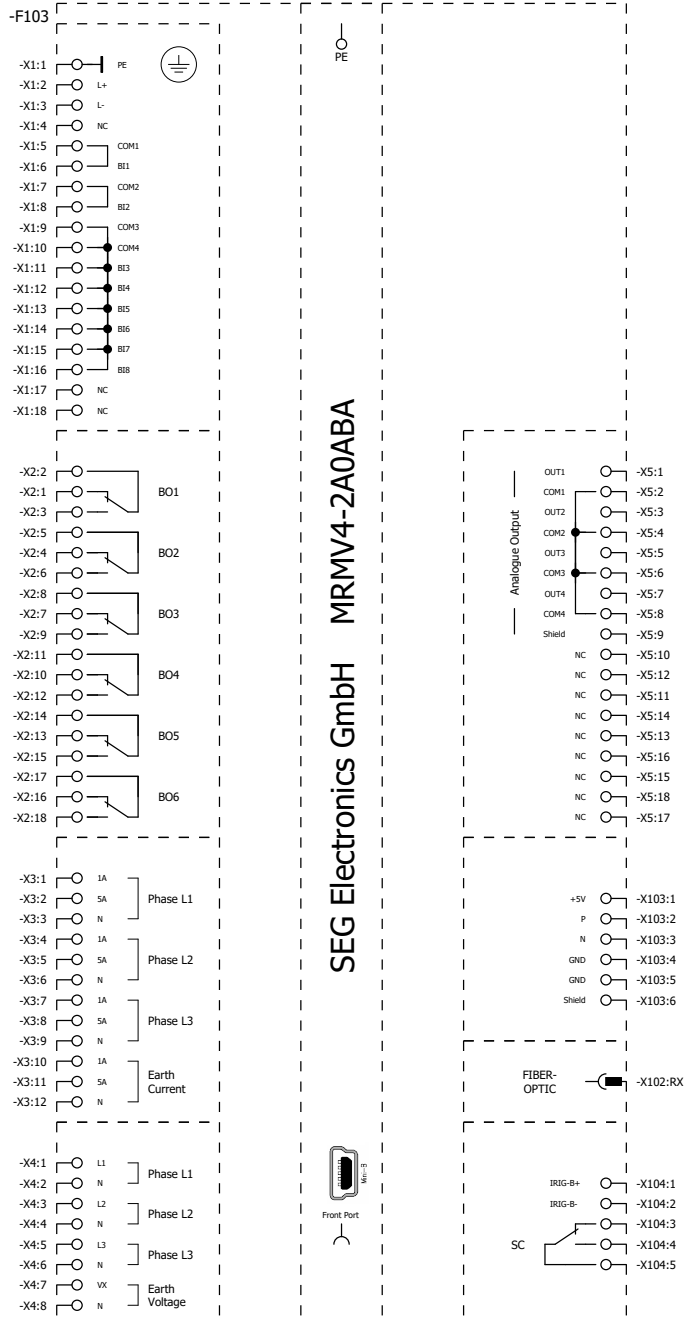 -F103
PE
-X1:1 PE
-X1:2 L+
-X1:3 L-
-X1:4 NC
-X1:5 COM1
-X1:6 BI1
-X1:7 COM2
-X1:8 BI2
-X1:9 COM3
-X1:10 COM4
-X1:11 BI3
-X1:12 BI4
-X1:13 BI5
-X1:14 BI6
-X1:15 BI7
-X1:16 BI8
-X1:17 NC
-X1:18 NC
-X2:2
-X2:1 BO1
-X2:3
-X2:5
-X2:4 BO2
-X2:6
-X2:8
-X2:7 BO3
-X2:9
-X2:11
-X2:10 BO4
-X2:12
-X2:14
-X2:13 BO5
-X2:15
-X2:17
-X2:16 BO6
-X2:18
-X3:1 1A
-X3:2 5A Phase L1
-X3:3 N
-X3:4 1A
-X3:5 5A Phase L2
-X3:6 N
-X3:7 1A
-X3:8 5A Phase L3
-X3:9 N
-X3:10 1A
-X3:11 5A
-X3:12 N
Earth
Current
-X4:1 L1
-X4:2 N
Phase L1
-X4:3 L2
-X4:4 N
Phase L2
-X4:5 L3
-X4:6 N
Phase L3
-X4:7 VX
-X4:8 N
Earth
Voltage
SEG Electronics GmbH MRMV4-2A0ABA
Mini-B
Front Port
Analogue Output
OUT1 -X5:1
COM1 -X5:2
OUT2 -X5:3
COM2 -X5:4
OUT3 -X5:5
COM3 -X5:6
OUT4 -X5:7
COM4 -X5:8
Shield -X5:9
NC -X5:10
NC -X5:12
NC -X5:11
NC -X5:14
NC -X5:13
NC -X5:16
NC -X5:15
NC -X5:18
NC -X5:17
+5V -X103:1
P -X103:2
N -X103:3
GND -X103:4
GND -X103:5
Shield -X103:6
FIBER-
OPTIC
-X102:RX
IRIG-B+ -X104:1
IRIG-B- -X104:2
-X104:3
SC -X104:4
-X104:5